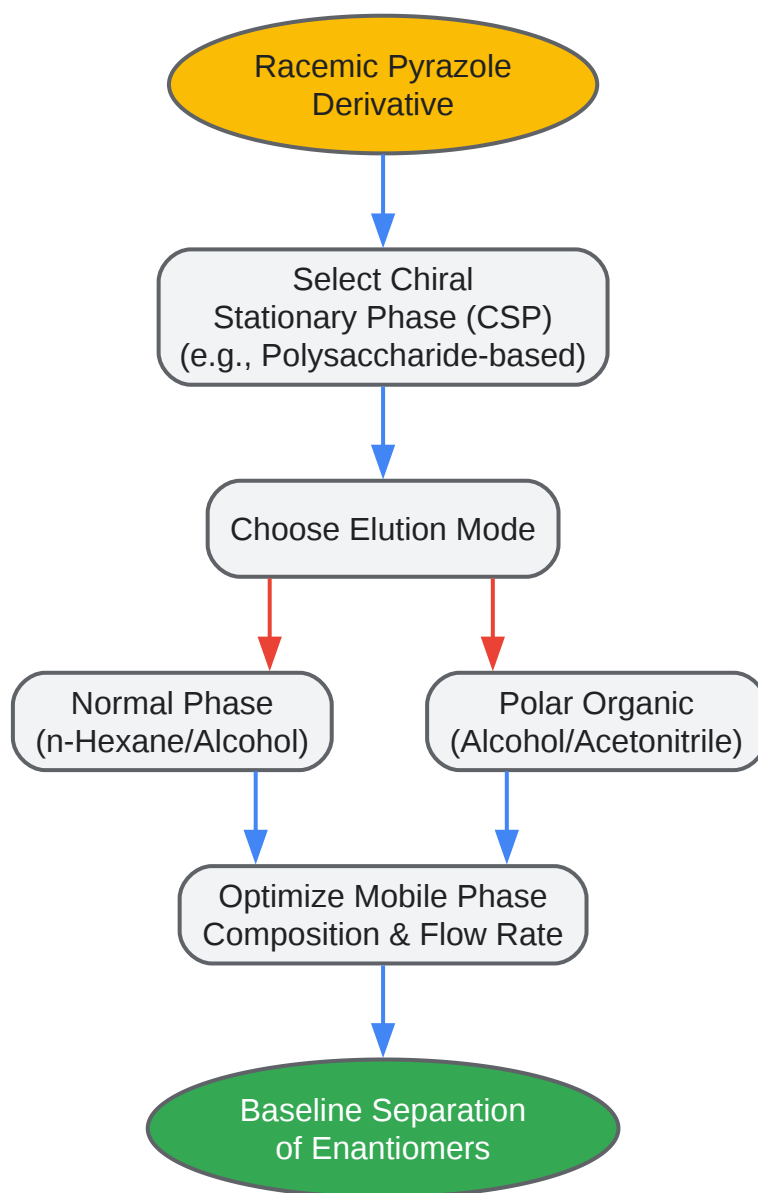 Racemic Pyrazole
Derivative
Select Chiral
Stationary Phase (CSP)
(e.g., Polysaccharide-based)
Choose Elution Mode
Normal Phase
(n-Hexane/Alcohol)
Polar Organic
(Alcohol/Acetonitrile)
Optimize Mobile Phase
Composition & Flow Rate
Baseline Separation
of Enantiomers